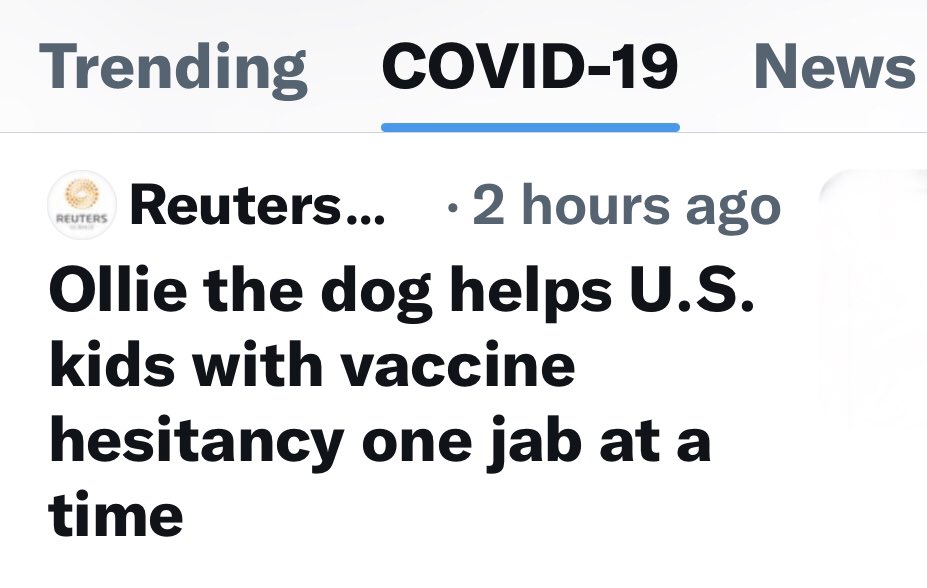 Trending COVID-19 News
REUTERS
Reuters... · 2 hours ago
Ollie the dog helps U.S.
kids with vaccine
hesitancy one jab at a
time